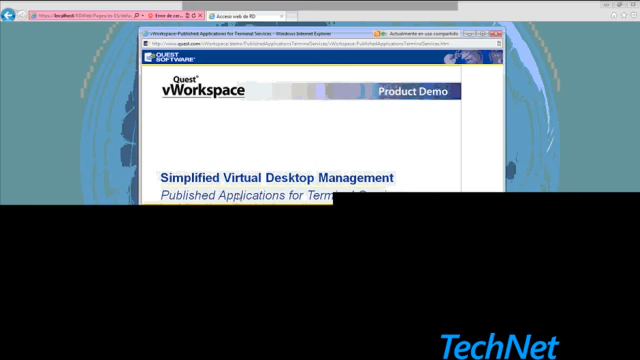 Acceso web de RD
vWorkspace-Published Applications for Terminal Services - Windows Internet Explorer
Actualmente en uso compartido
QUEST
SOFTWARE
Quest
vWorkspace
Product Demo
Simplified Virtual Desktop Management
Published Applications for
TechNet